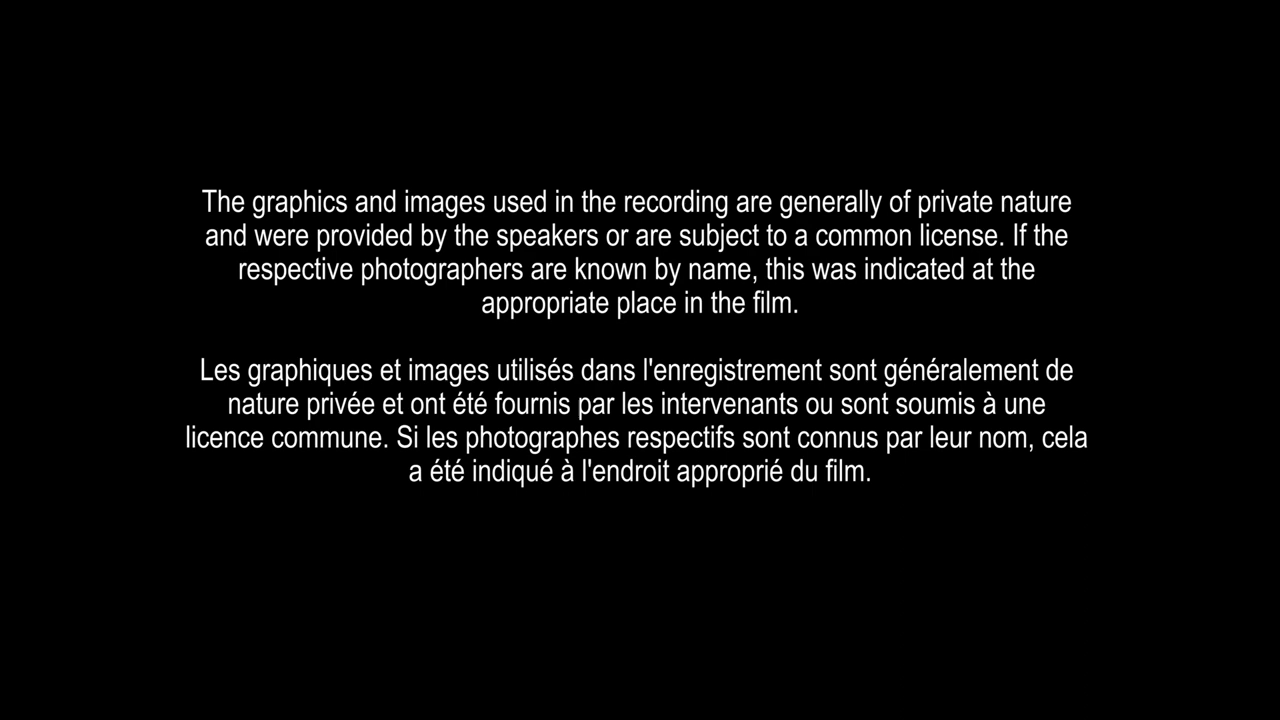 The graphics and images used in the recording are generally of private nature
and were provided by the speakers or are subject to a common license. If the
respective photographers are known by name, this was indicated at the
appropriate place in the film.
Les graphiques et images utilisés dans l'enregistrement sont généralement de
nature privée et ont été fournis par les intervenants ou sont soumis à une
licence commune. Si les photographes respectifs sont connus par leur nom, cela
a été indiqué à l'endroit approprié du film.